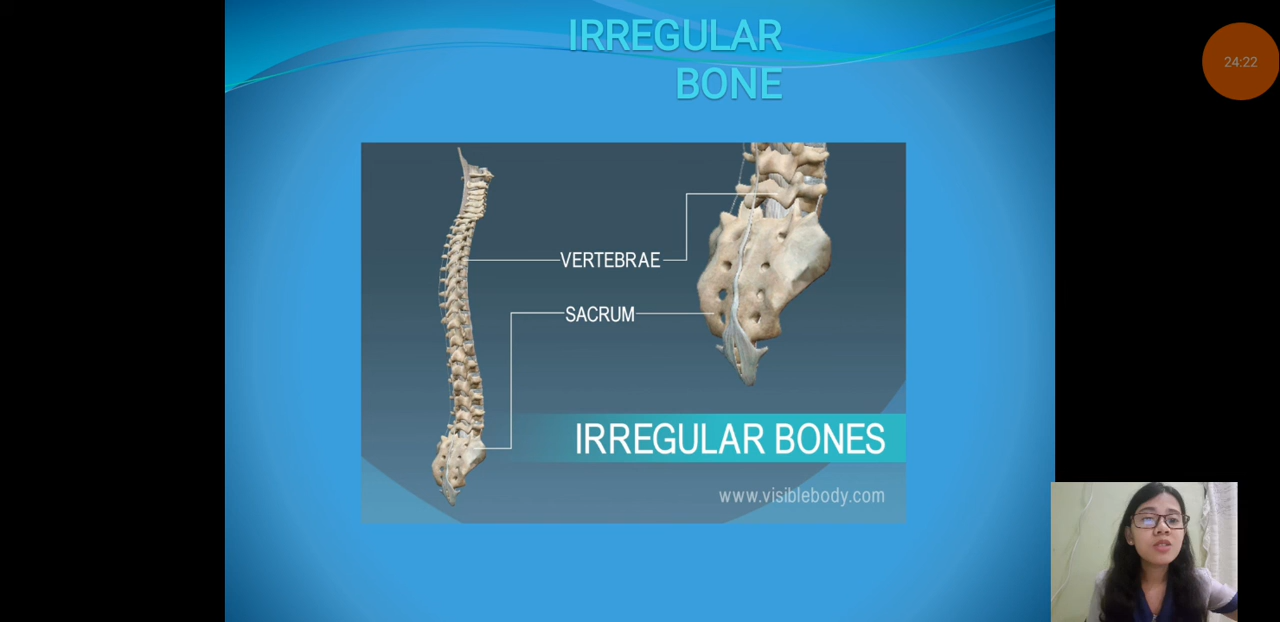 IRREGULAR
BONE
24:22
VERTEBRAE
SACRUM
IRREGULAR BONES
www.visiblebody.com